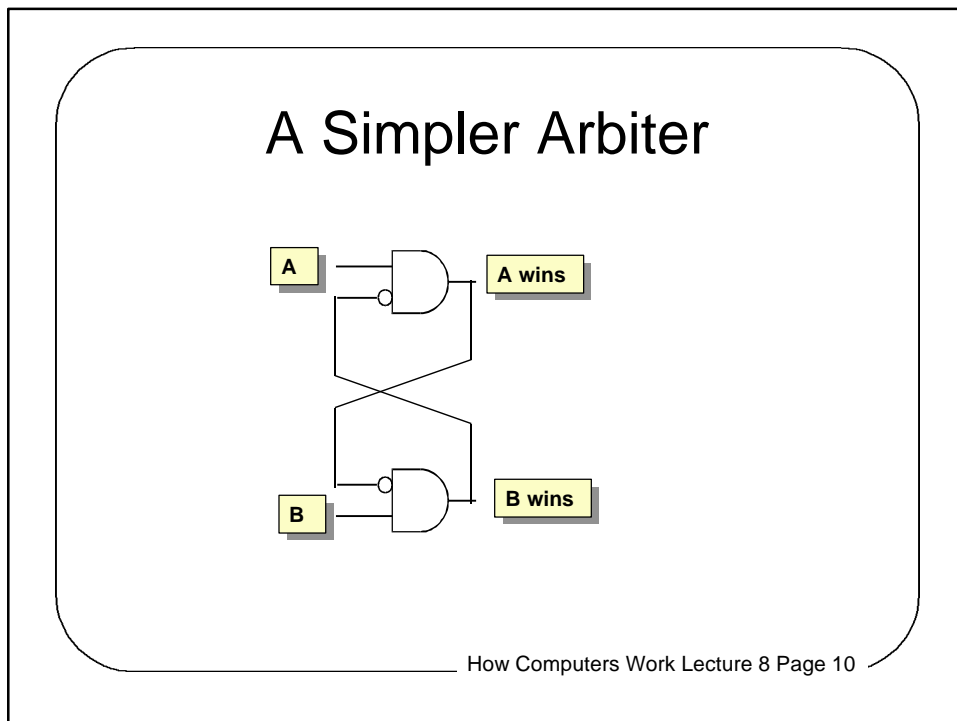 A Simpler Arbiter
A
A wins
B
B wins
How Computers Work Lecture 8 Page 10